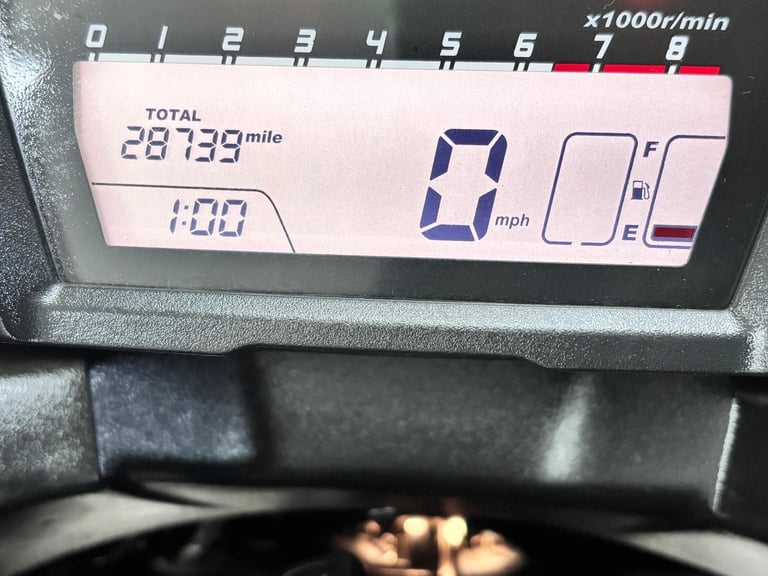 x1000r/min
0 1 2 3 4 5 6 7 8
TOTAL
28739 mile
1:00
0 mph
F
E